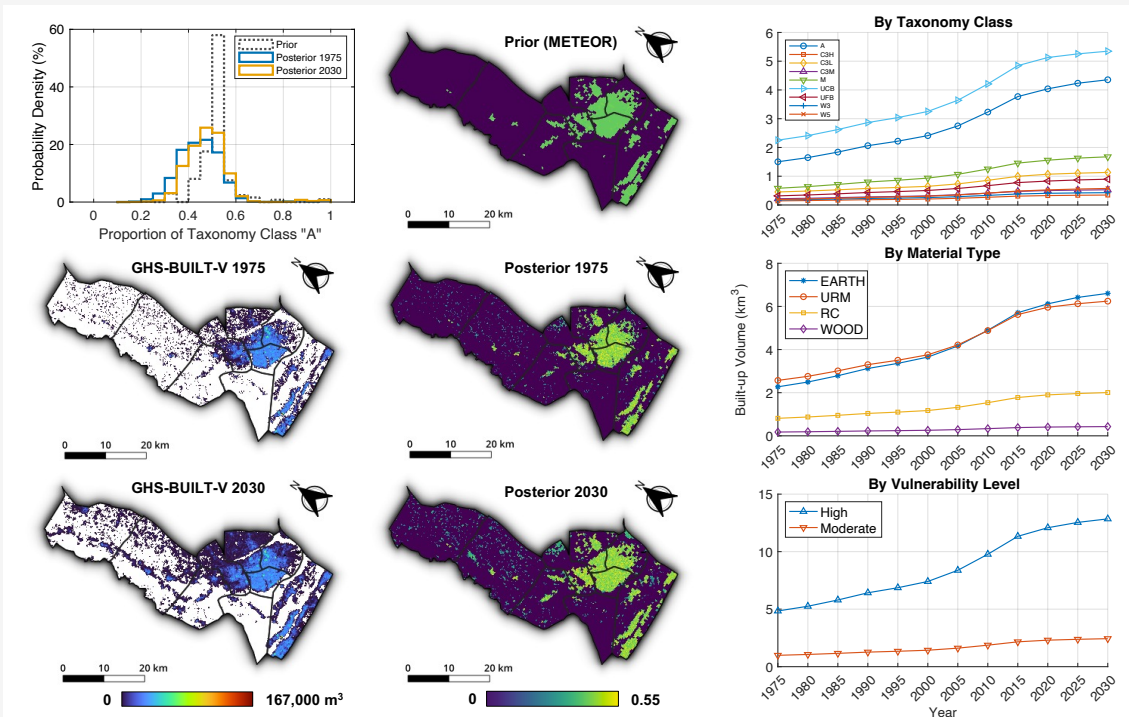 60
40
20
0
Probability Density (%)
Prior
Posterior 1975
Posterior 2030
0
0.2
0.4
0.6
0.8
1
Proportion of Taxonomy Class "A"
Prior (METEOR)
N
0
10
20 km
By Taxonomy Class
6
5
4
3
2
1
0
A
C3H
C3L
C3M
M
UCB
UFB
W3
W5
1975
1980
1985
1990
1995
2000
2005
2010
2015
2020
2025
2030
GHS-BUILT-V 1975
N
0
10
20 km
Posterior 1975
N
0
10
20 km
By Material Type
Built-up Volume (km³)
8
6
4
2
0
EARTH
URM
RC
WOOD
1975
1980
1985
1990
1995
2000
2005
2010
2015
2020
2025
2030
GHS-BUILT-V 2030
N
0
10
20 km
0
167,000 m³
Posterior 2030
N
0
10
20 km
0
0.55
By Vulnerability Level
15
10
5
0
High
Moderate
1975
1980
1985
1990
1995
2000
2005
2010
2015
2020
2025
2030
Year